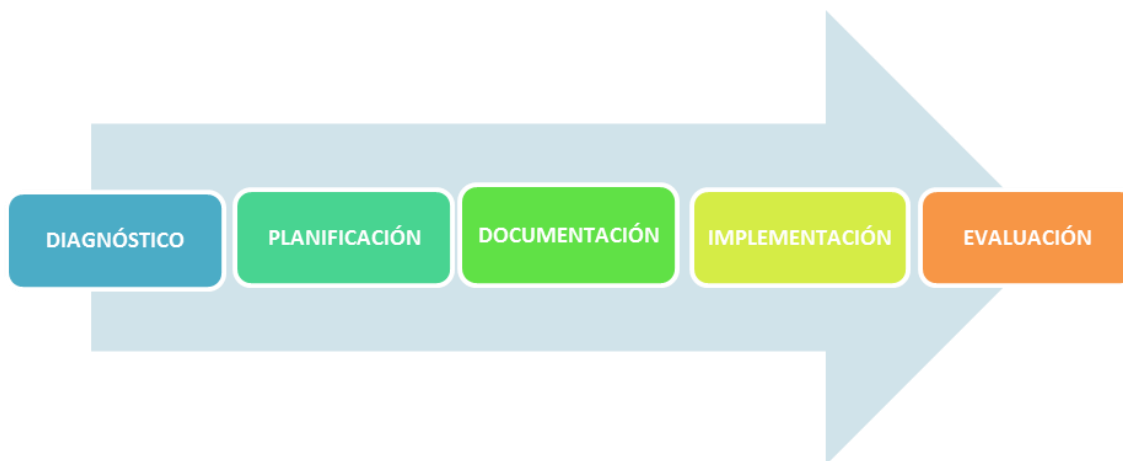 DIAGNÓSTICO
PLANIFICACIÓN
DOCUMENTACIÓN
IMPLEMENTACIÓN
EVALUACIÓN